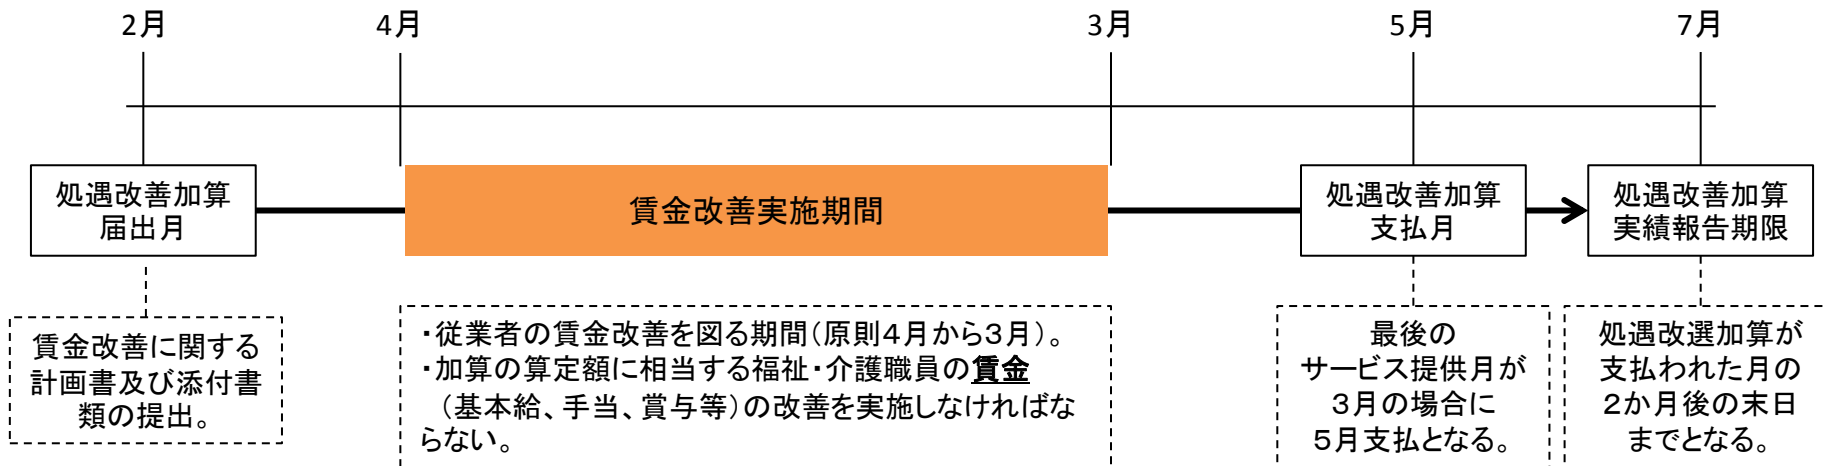 2月
4月
3月
5月
7月
処遇改善加算
届出月
賃金改善実施期間
処遇改善加算
支払月
処遇改善加算
実績報告期限
賃金改善に関する
計画書及び添付書
類の提出。
・従業者の賃金改善を図る期間(原則４月から３月)。
・加算の算定額に相当する福祉・介護職員の賃金
（基本給、手当、賞与等）の改善を実施しなければな
らない。
最後の
サービス提供月が
３月の場合に
５月支払となる。
処遇改選加算が
支払われた月の
２か月後の末日
までとなる。